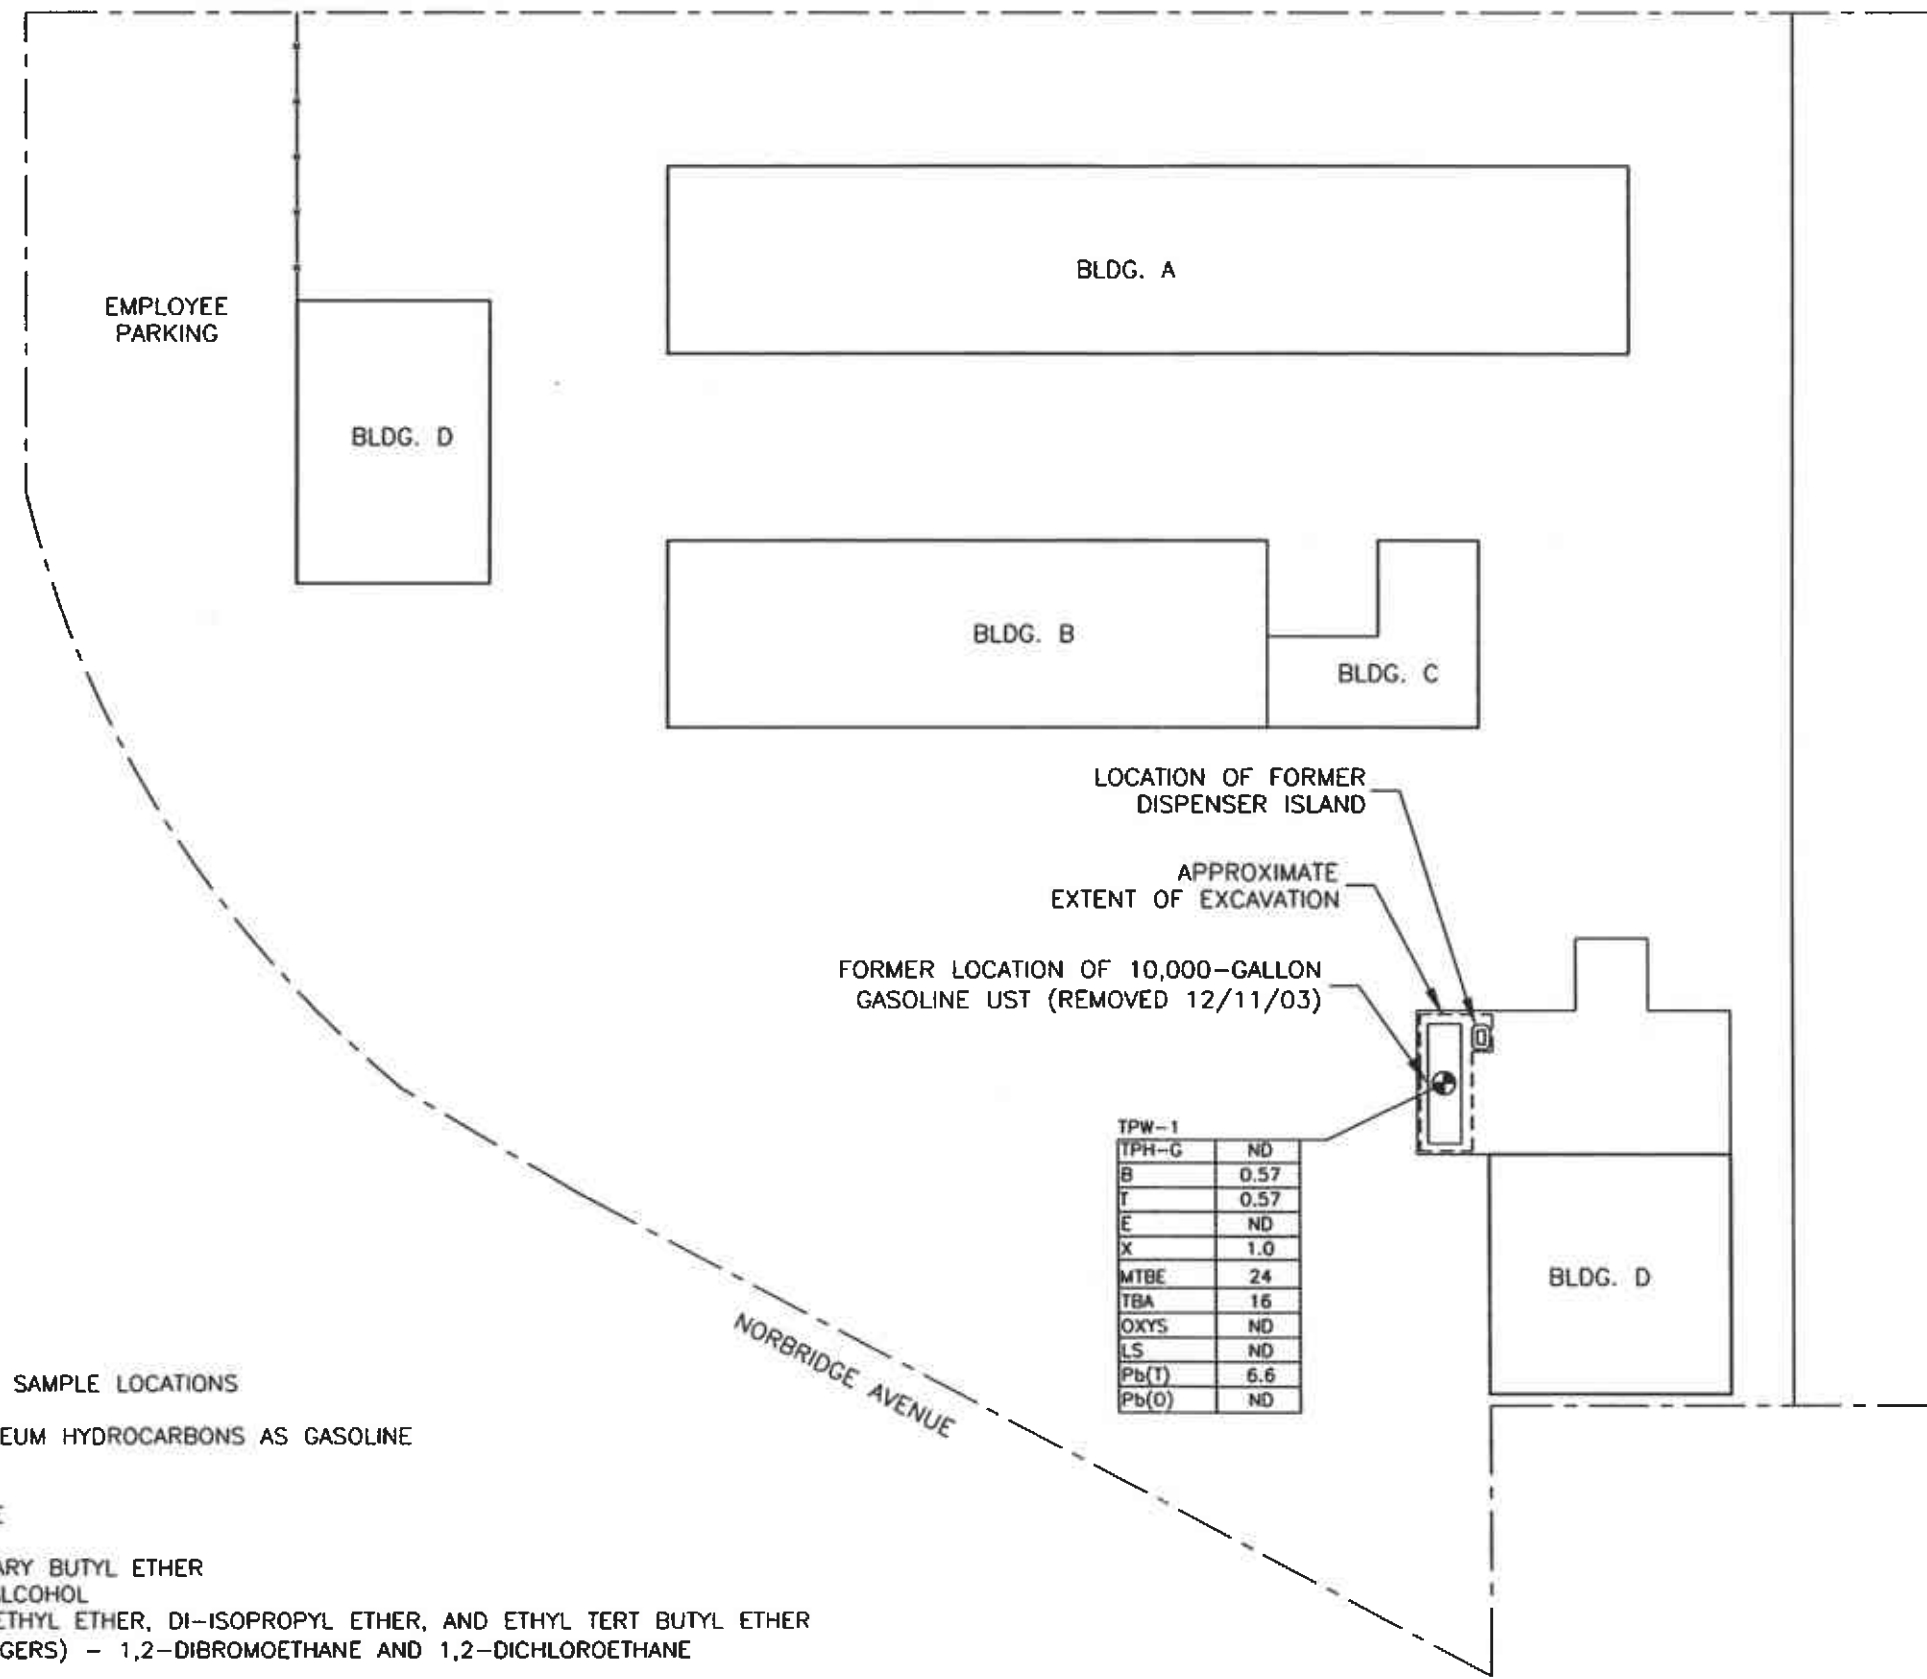 EMPLOYEE
PARKING
BLDG. A
BLDG. D
BLDG. B
BLDG. C
LOCATION OF FORMER
DISPENSER ISLAND
APPROXIMATE
EXTENT OF EXCAVATION
FORMER LOCATION OF 10,000-GALLON
GASOLINE UST (REMOVED 12/11/03)
TPW-1
TPH-G ND
B 0.57
T 0.57
E ND
X 1.0
MTBE 24
TBA 16
OXYS ND
LS ND
Pb(T) 6.6
Pb(O) ND
BLDG. D
NORBRIDGE AVENUE
SAMPLE LOCATIONS
EUM HYDROCARBONS AS GASOLINE
E
ARY BUTYL ETHER
LCOHOL
ETHYL ETHER, DI-ISOPROPYL ETHER, AND ETHYL TERT BUTYL ETHER
GERS) - 1,2-DIBROMOETHANE AND 1,2-DICHLOROETHANE